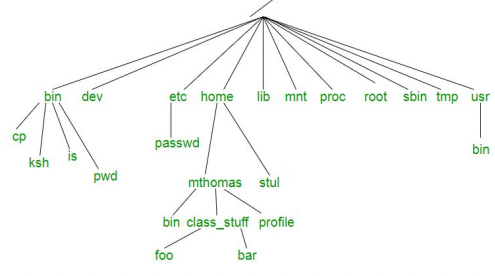 /
bin dev etc home lib mnt proc root sbin tmp usr
cp ksh is pwd passwd bin
mthomas stul
bin class_stuff profile
foo bar